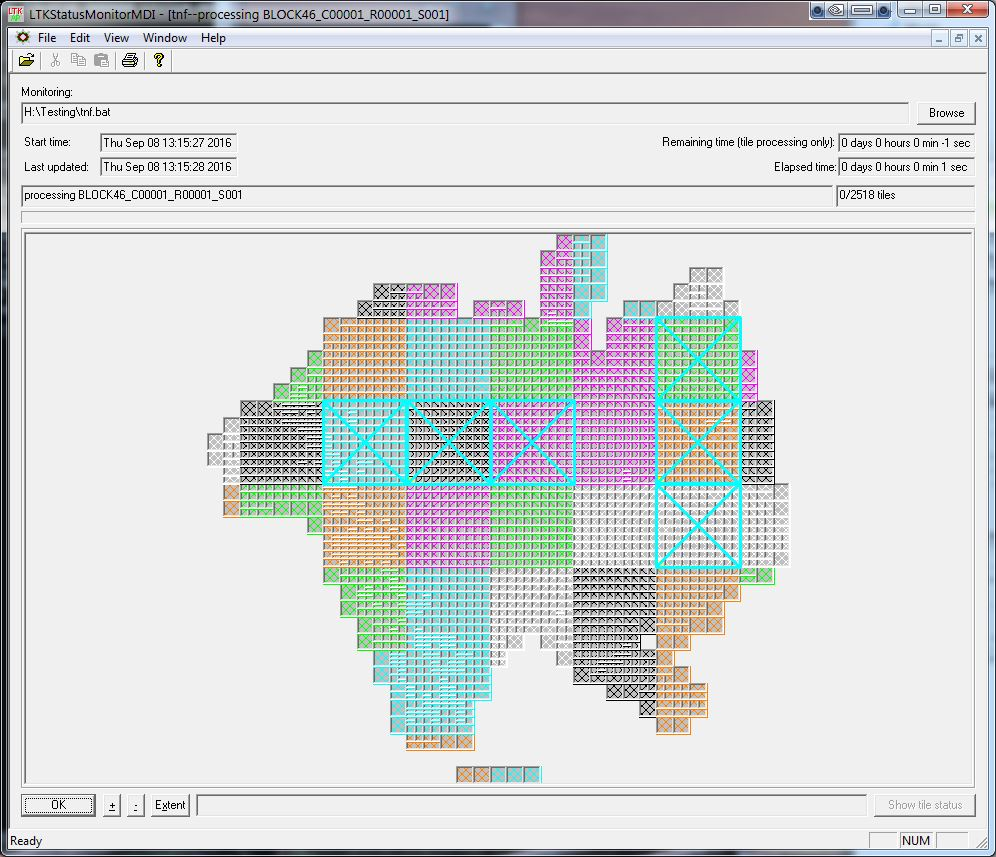 LTKStatusMonitorMDI - [tnf--processing BLOCK46_C00001_R00001_S001]
File Edit View Window Help
Monitoring:
H:\Testing\tnf.bat
Browse
Start time: Thu Sep 08 13:15:27 2016 Remaining time (tile processing only): 0 days 0 hours 0 min -1 sec
Last updated: Thu Sep 08 13:15:28 2016 Elapsed time: 0 days 0 hours 0 min 1 sec
processing BLOCK46_C00001_R00001_S001 0/2518 tiles
OK + - Extent Show tile status
Ready NUM